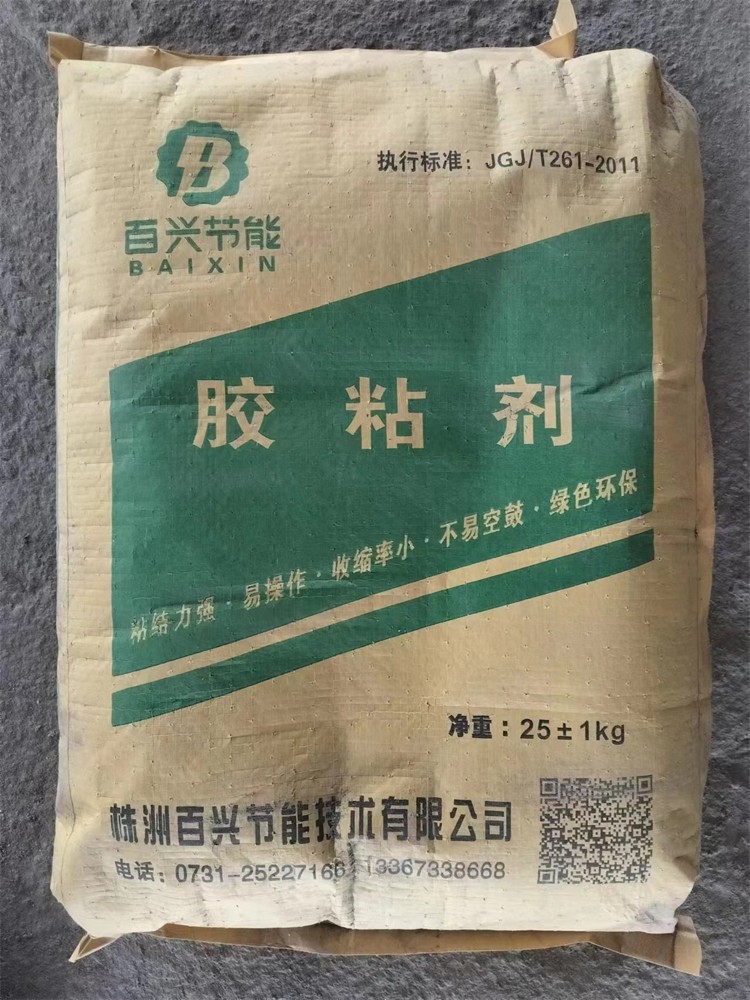 执行标准：JGJ/T261-2011
百兴节能
BAIXIN
胶粘剂
粘结力强·易操作·收缩率小·不易空鼓·绿色环保
净重：25±1kg
株洲百兴节能技术有限公司
电话：0731-25227166 13367338668